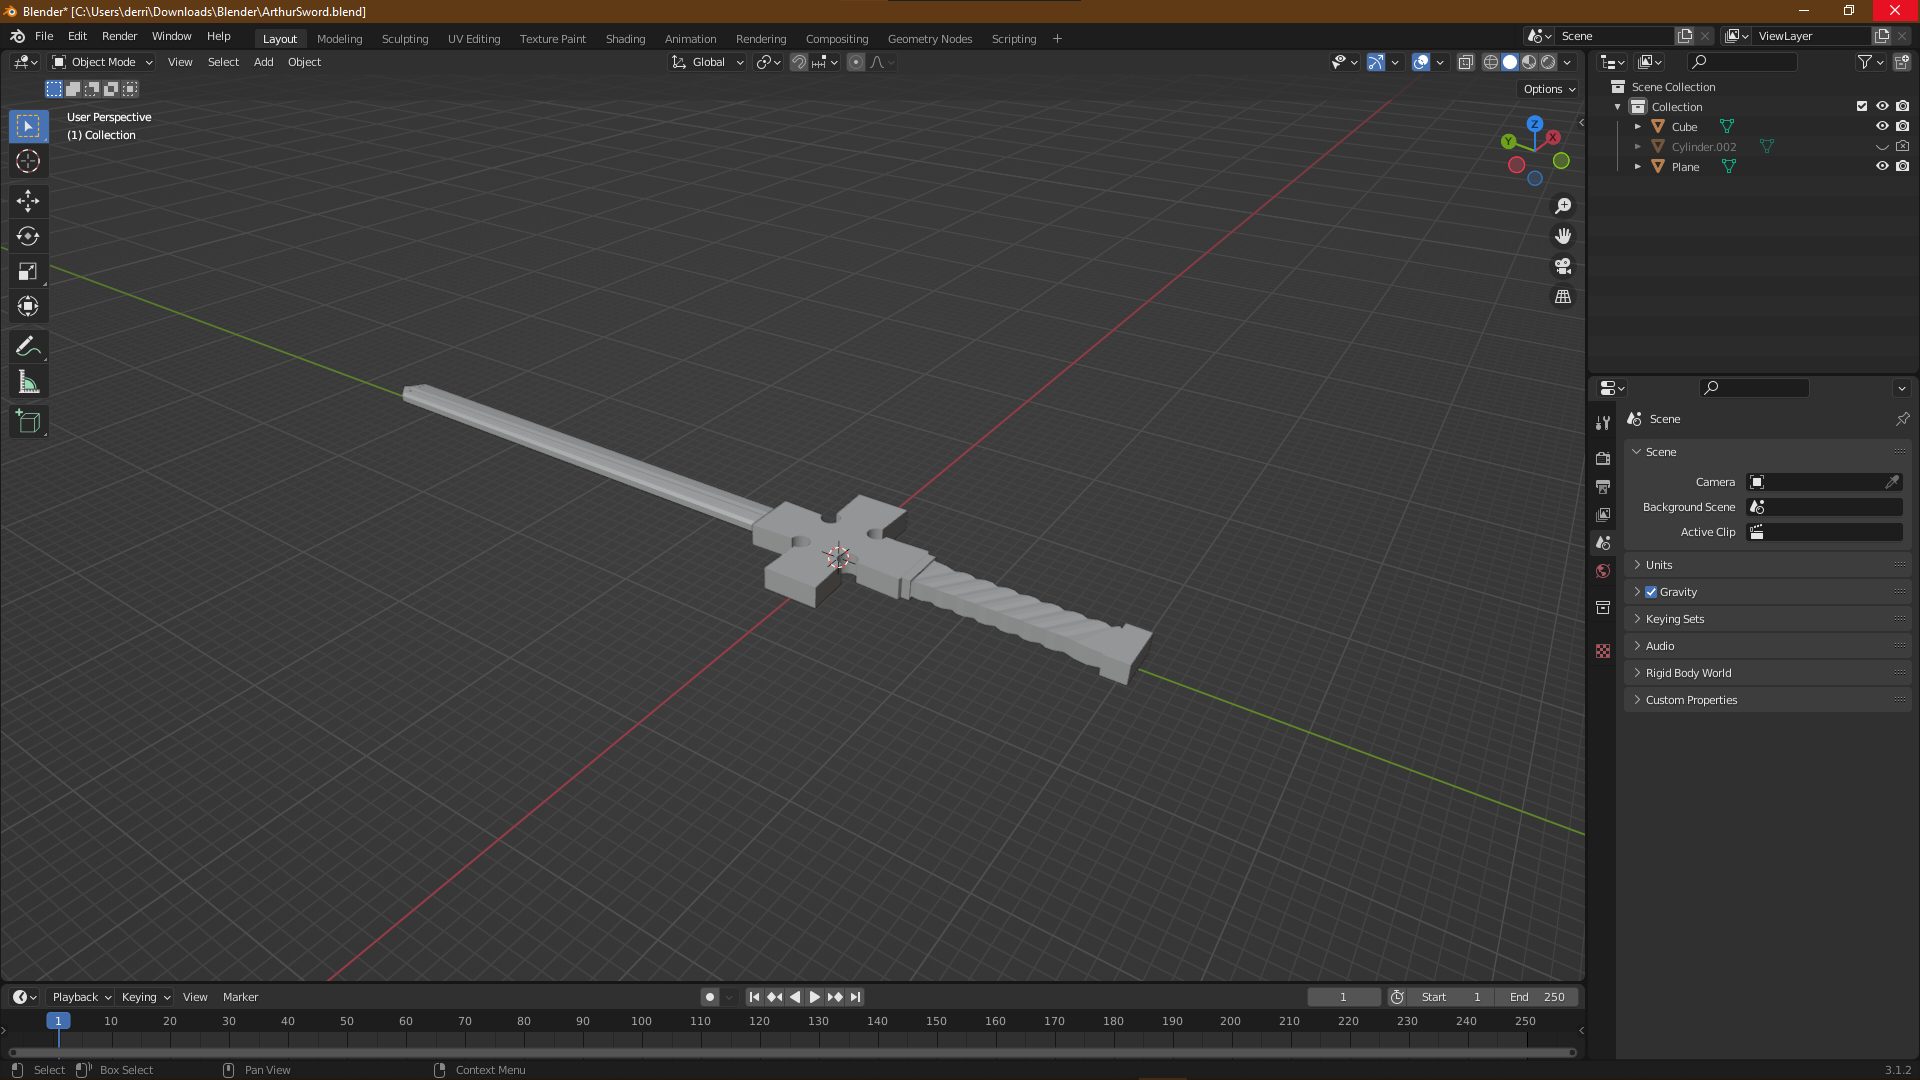 Blender* [C:\Users\derri\Downloads\Blender\ArthurSword.blend]
File Edit Render Window Help Layout Modeling Sculpting UV Editing Texture Paint Shading Animation Rendering Compositing Geometry Nodes Scripting + Scene ViewLayer
Object Mode View Select Add Object Global
Options
User Perspective
(1) Collection
Z
Y
X
Scene Collection
Collection
Cube
Cylinder.002
Plane
Scene
Scene
Camera
Background Scene
Active Clip
Units
Gravity
Keying Sets
Audio
Rigid Body World
Custom Properties
Playback Keying View Marker 1 Start 1 End 250
1 10 20 30 40 50 60 70 80 90 100 110 120 130 140 150 160 170 180 190 200 210 220 230 240 250
Select Box Select Pan View Context Menu 3.1.2